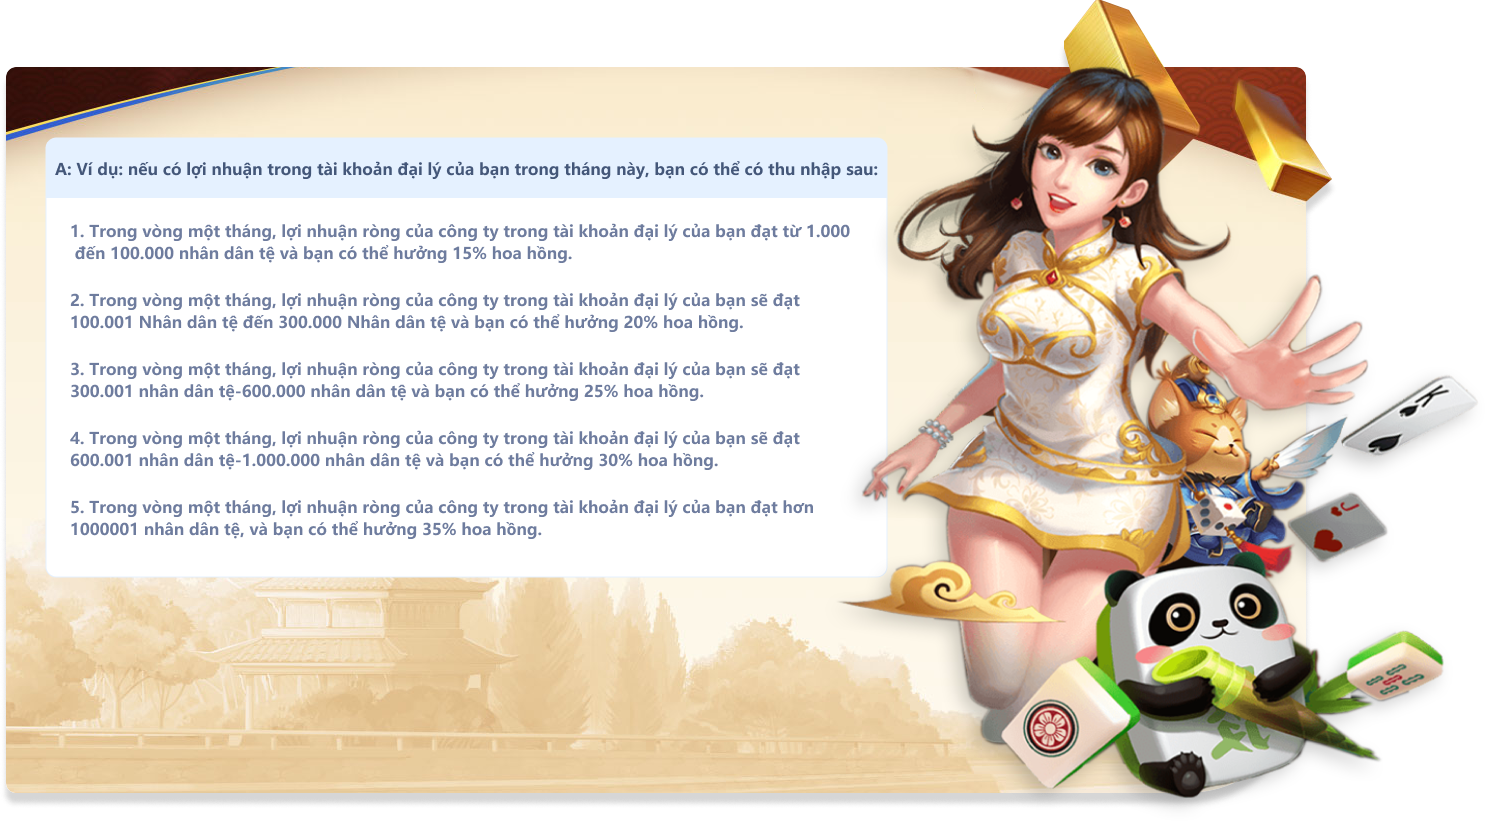 A: Ví dụ: nếu có lợi nhuận trong tài khoản đại lý của bạn trong tháng này, bạn có thể có thu nhập sau:
1. Trong vòng một tháng, lợi nhuận ròng của công ty trong tài khoản đại lý của bạn đạt từ 1.000
đến 100.000 nhân dân tệ và bạn có thể hưởng 15% hoa hồng.
2. Trong vòng một tháng, lợi nhuận ròng của công ty trong tài khoản đại lý của bạn sẽ đạt
100.001 Nhân dân tệ đến 300.000 Nhân dân tệ và bạn có thể hưởng 20% hoa hồng.
3. Trong vòng một tháng, lợi nhuận ròng của công ty trong tài khoản đại lý của bạn sẽ đạt
300.001 nhân dân tệ-600.000 nhân dân tệ và bạn có thể hưởng 25% hoa hồng.
4. Trong vòng một tháng, lợi nhuận ròng của công ty trong tài khoản đại lý của bạn sẽ đạt
600.001 nhân dân tệ-1.000.000 nhân dân tệ và bạn có thể hưởng 30% hoa hồng.
5. Trong vòng một tháng, lợi nhuận ròng của công ty trong tài khoản đại lý của bạn đạt hơn
1000001 nhân dân tệ, và bạn có thể hưởng 35% hoa hồng.
K
J